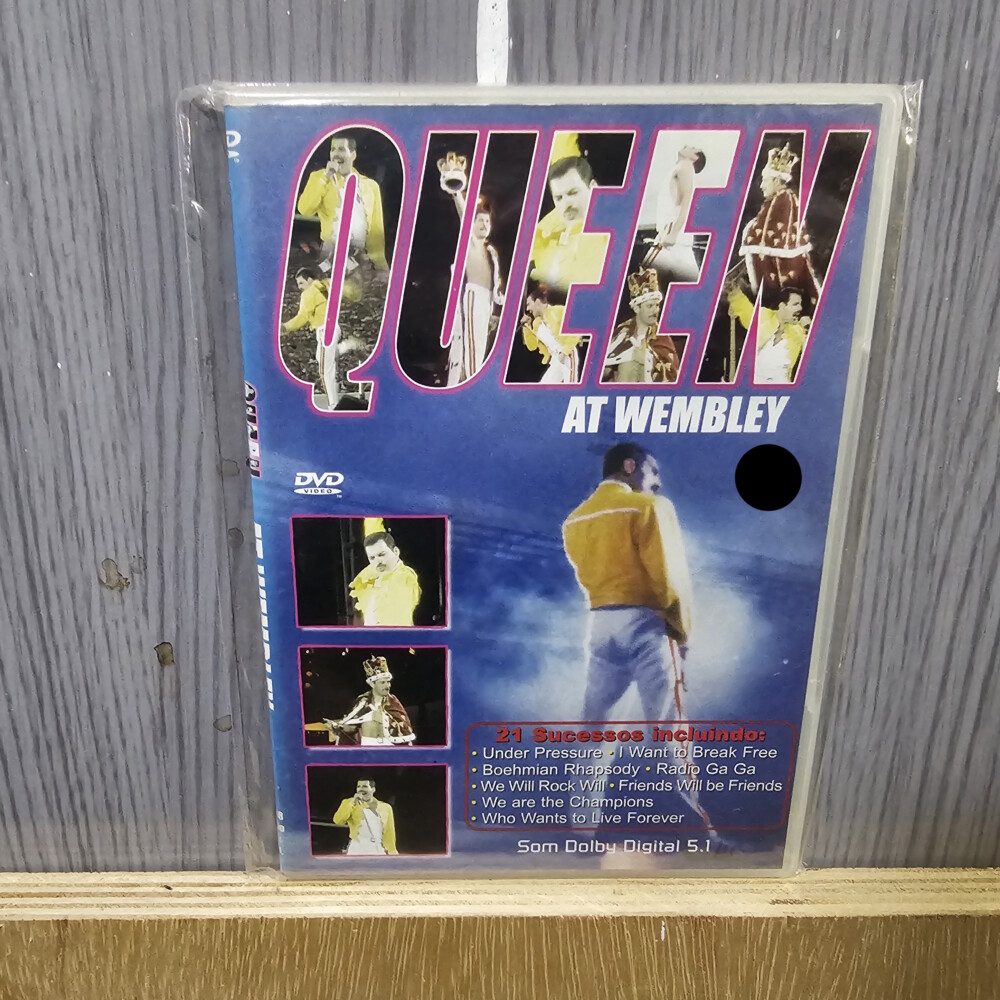 QUEEN
AT WEMBLEY
DVD
VIDEO
21 Sucessos incluindo:
• Under Pressure • I Want to Break Free
• Boehmian Rhapsody • Radio Ga Ga
• We Will Rock Will • Friends Will be Friends
• We are the Champions
• Who Wants to Live Forever
Som Dolby Digital 5.1
QUEEN